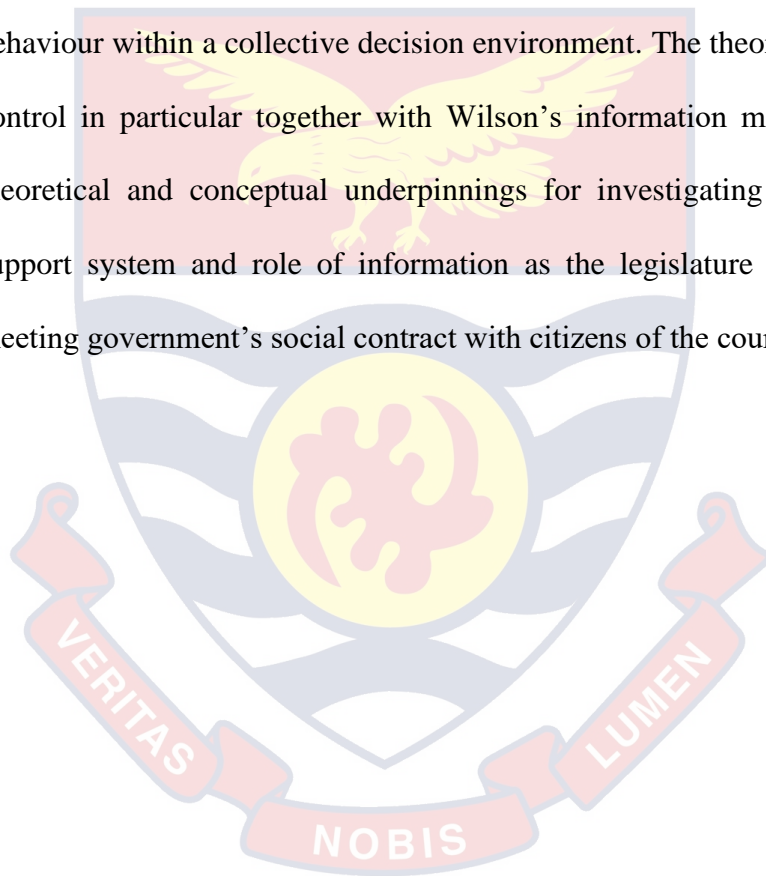 ehaviour within a collective decision environment. The theor
ontrol in particular together with Wilson's information m
eoretical and conceptual underpinnings for investigating
upport system and role of information as the legislature
eeting government's social contract with citizens of the cour
VERITAS
NOBIS
LUMEN